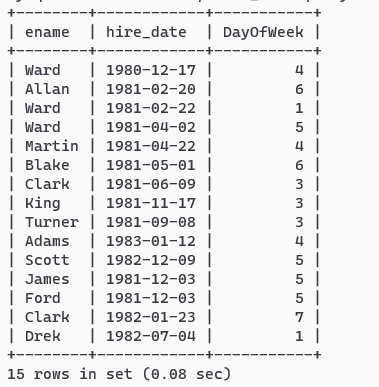 +--------+------------+-----------+
| ename  | hire_date  | DayOfWeek |
+--------+------------+-----------+
| Ward   | 1980-12-17 |         4 |
| Allan  | 1981-02-20 |         6 |
| Ward   | 1981-02-22 |         1 |
| Ward   | 1981-04-02 |         5 |
| Martin | 1981-04-22 |         4 |
| Blake  | 1981-05-01 |         6 |
| Clark  | 1981-06-09 |         3 |
| King   | 1981-11-17 |         3 |
| Turner | 1981-09-08 |         3 |
| Adams  | 1983-01-12 |         4 |
| Scott  | 1982-12-09 |         5 |
| James  | 1981-12-03 |         5 |
| Ford   | 1981-12-03 |         5 |
| Clark  | 1982-01-23 |         7 |
| Drek   | 1982-07-04 |         1 |
+--------+------------+-----------+
15 rows in set (0.08 sec)